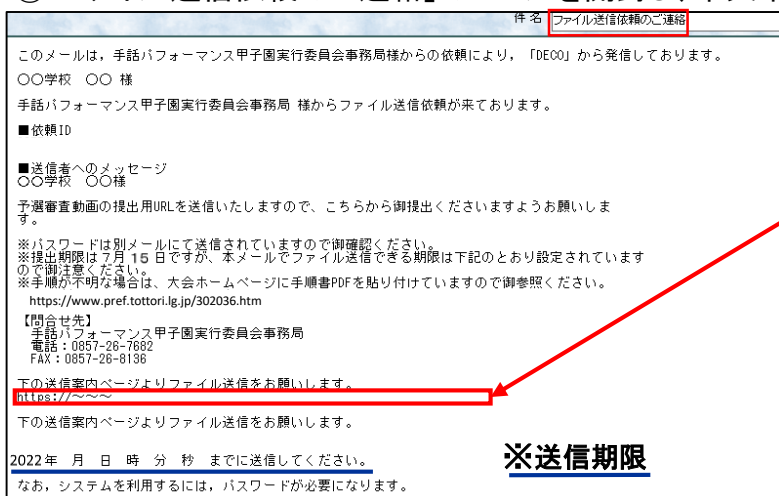 件名 ファイル送信依頼のご連絡
このメールは，手話パフォーマンス甲子園実行委員会事務局様からの依頼により，「DECO」から発信しております。
〇〇学校　〇〇 様
手話パフォーマンス甲子園実行委員会事務局 様からファイル送信依頼が来ております。
■依頼ID
■送信者へのメッセージ
〇〇学校　〇〇様
予選審査動画の提出用URLを送信いたしますので、こちらから御提出くださいますようお願いしま
す。
※パスワードは別メールにて送信されていますので御確認ください。
※提出期限は７月 15 日ですが、本メールでファイル送信できる期限は下記のとおり設定されています
ので御注意ください。
※手順が不明な場合は、大会ホームページに手順書PDFを貼り付けていますので御参照ください。
https://www.pref.tottori.lg.jp/302036.htm
【問合せ先】
手話パフォーマンス甲子園実行委員会事務局
電話：0857-26-7682
FAX：0857-26-8136
下の送信案内ページよりファイル送信をお願いします。
https://～～～
下の送信案内ページよりファイル送信をお願いします。
2022年　月　日　時　分　秒　までに送信してください。
※送信期限
なお，システムを利用するには，パスワードが必要になります。